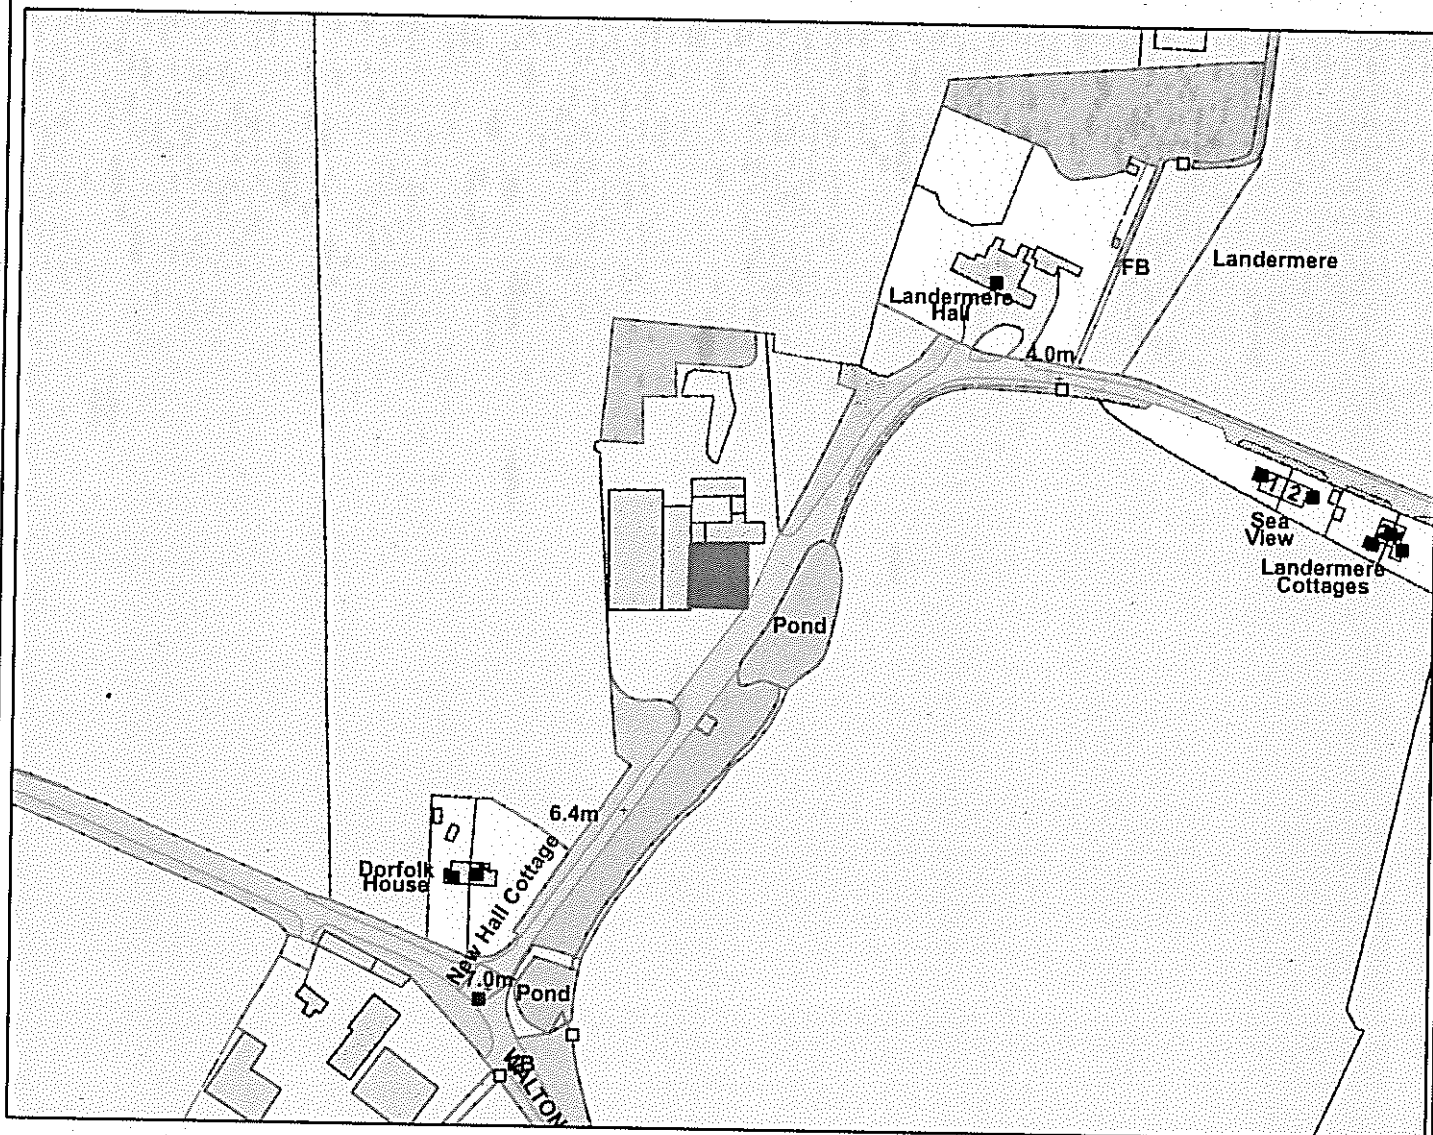 FB
Landermere
Landermere
Hall
4.0m
1
2
Sea
View
Landermere
Cottages
Pond
6.4m
New Hall Cottage
Dorfolk
House
7.0m
Pond
WALTON